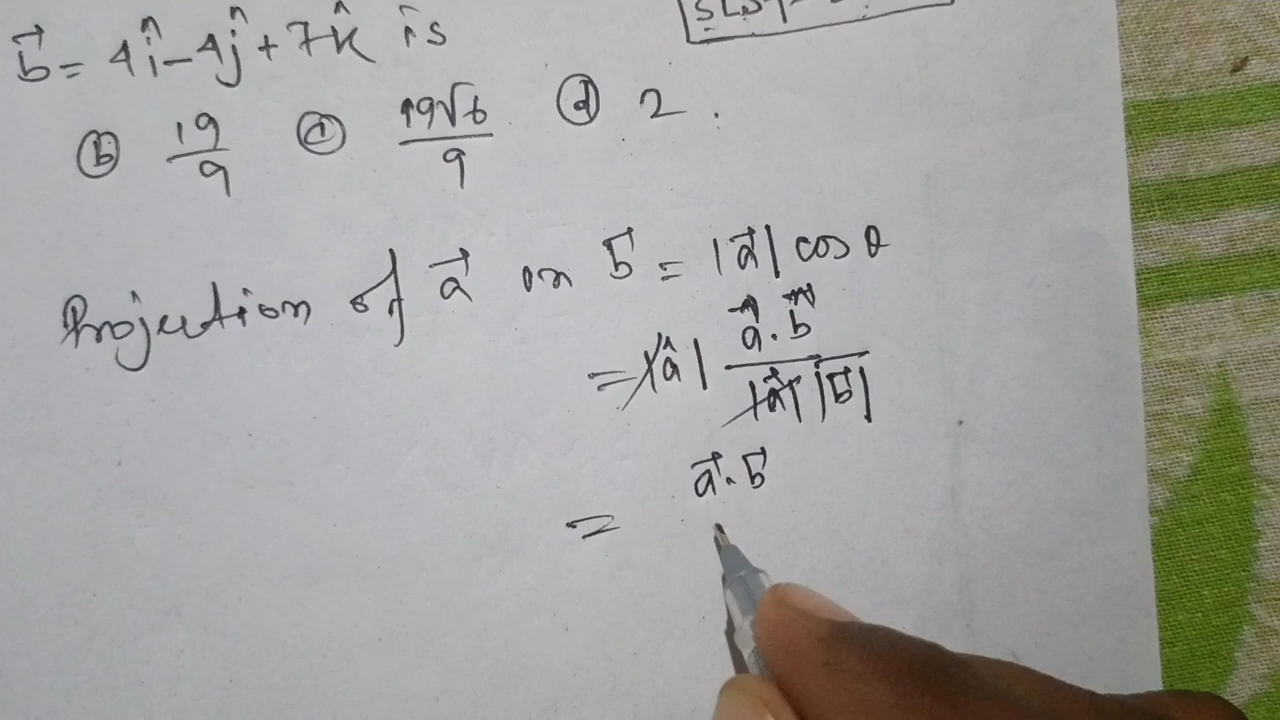 b⃗ = 4î - 4ĵ + 7k̂ is
(b) 19/9 (c) 19√6/9 (d) 2.
Projection of a⃗ on b⃗ = |a⃗| cos θ
= |â| a⃗.b⃗ / |a⃗| |b⃗|
= a⃗.b⃗